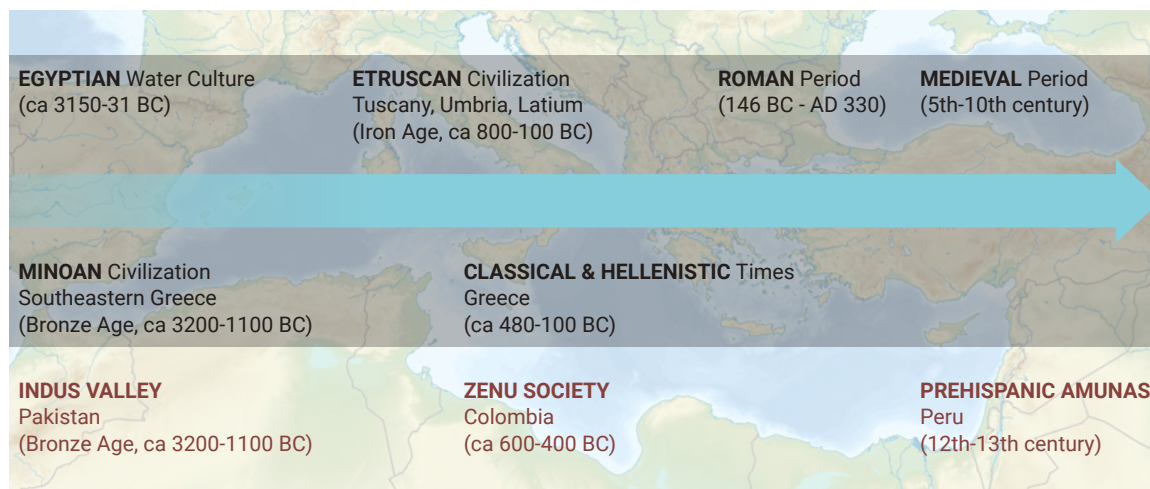 EGYPTIAN Water Culture
(ca 3150-31 BC)
ETRUSCAN Civilization
Tuscany, Umbria, Latium
(Iron Age, ca 800-100 BC)
ROMAN Period
(146 BC - AD 330)
MEDIEVAL Period
(5th-10th century)
MINOAN Civilization
Southeastern Greece
(Bronze Age, ca 3200-1100 BC)
CLASSICAL & HELLENISTIC Times
Greece
(ca 480-100 BC)
INDUS VALLEY
Pakistan
(Bronze Age, ca 3200-1100 BC)
ZENU SOCIETY
Colombia
(ca 600-400 BC)
PREHISPANIC AMUNAS
Peru
(12th-13th century)